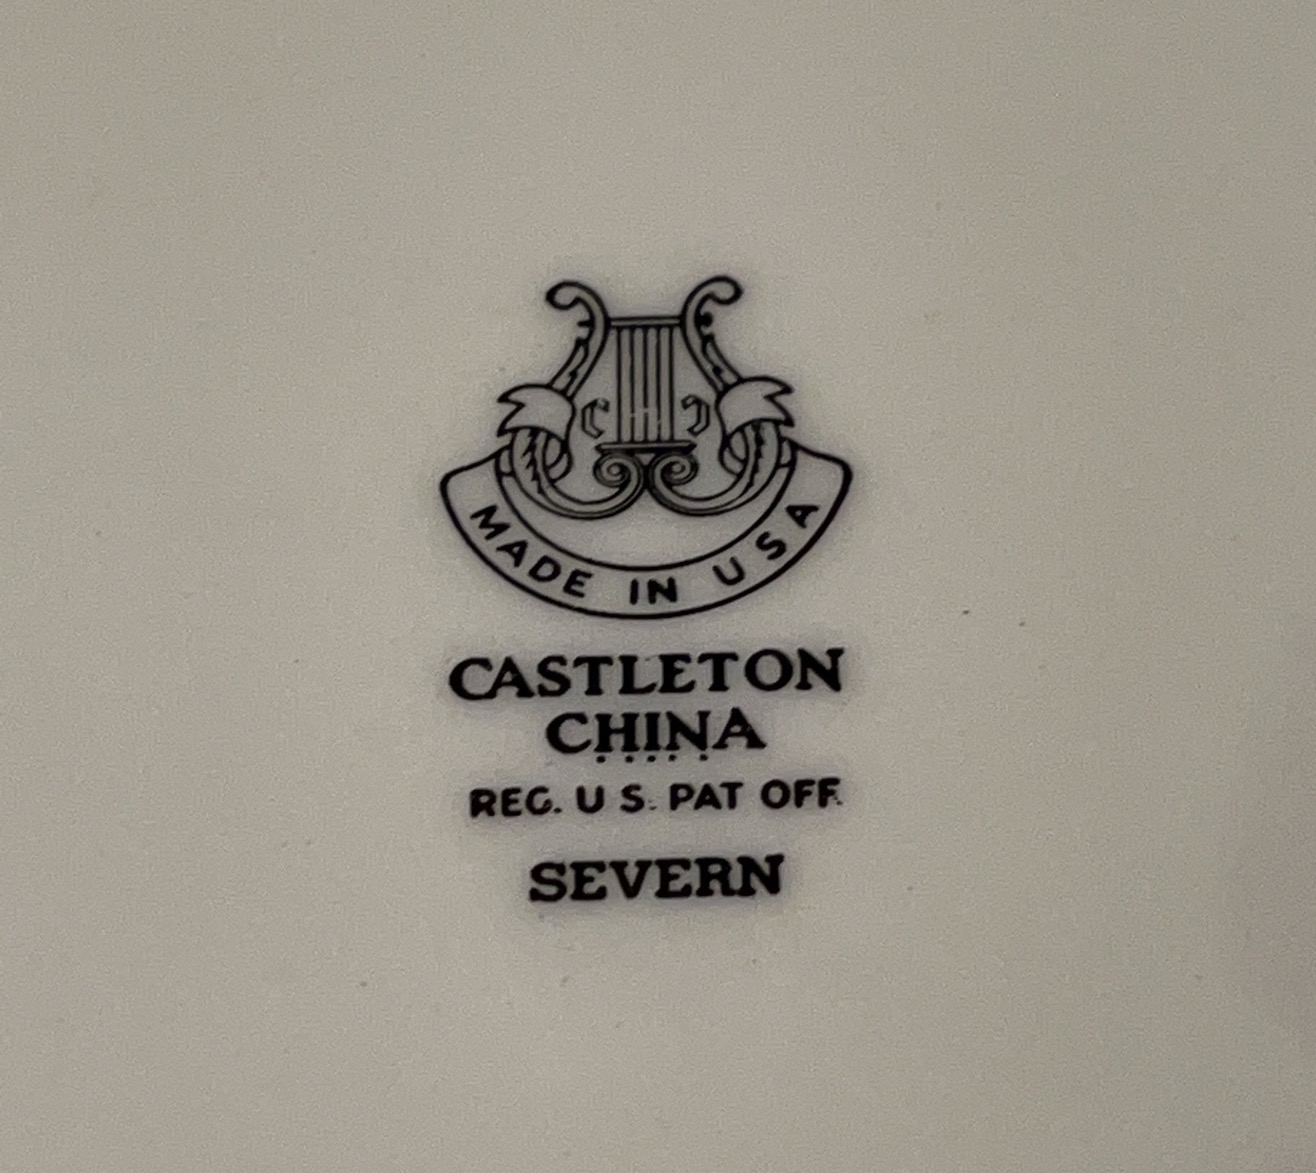 MADE IN USA
CASTLETON
CHINA
REG. U S. PAT OFF.
SEVERN